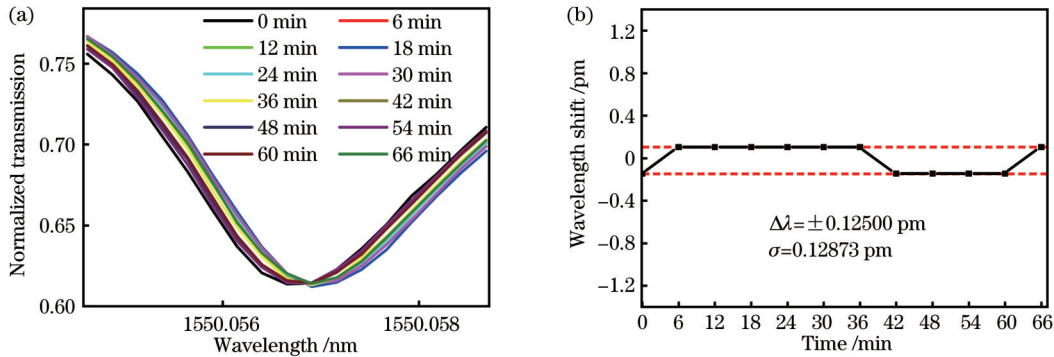 (a)
0 min 6 min
12 min 18 min
24 min 30 min
36 min 42 min
48 min 54 min
60 min 66 min
Normalized transmission
0.75
0.70
0.65
0.60
1550.056 1550.058
Wavelength /nm
(b)
Wavelength shift /pm
1.2
0.8
0.4
0
−0.4
−0.8
−1.2
Δλ=±0.12500 pm
σ=0.12873 pm
0 6 12 18 24 30 36 42 48 54 60 66
Time /min